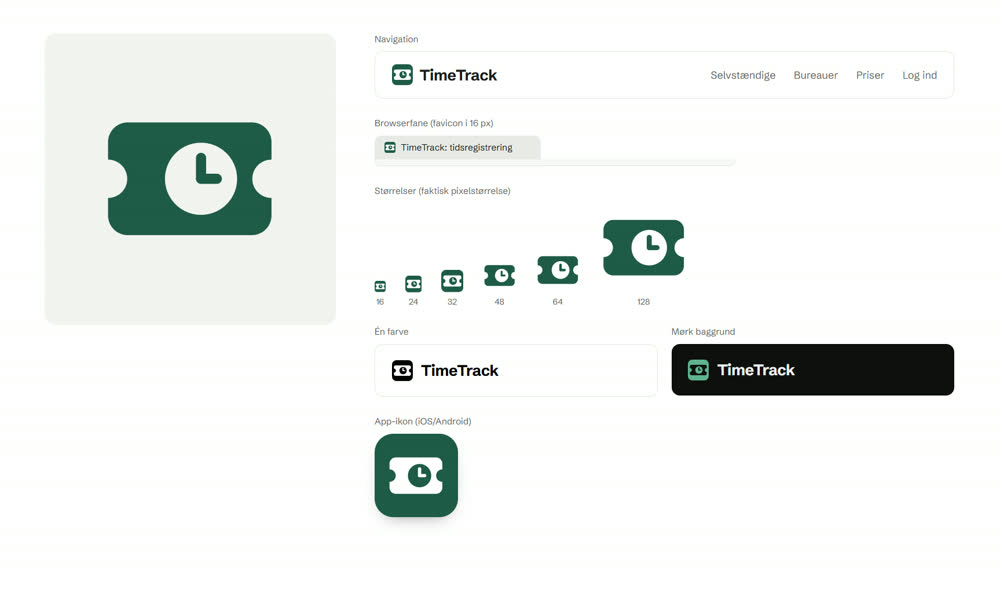 Navigation
TimeTrack
Selvstændige Bureauer Priser Log ind
Browserfane (favicon i 16 px)
TimeTrack: tidsregistrering
Størrelser (faktisk pixelstørrelse)
16 24 32 48 64 128
Én farve
TimeTrack
Mørk baggrund
TimeTrack
App-ikon (iOS/Android)